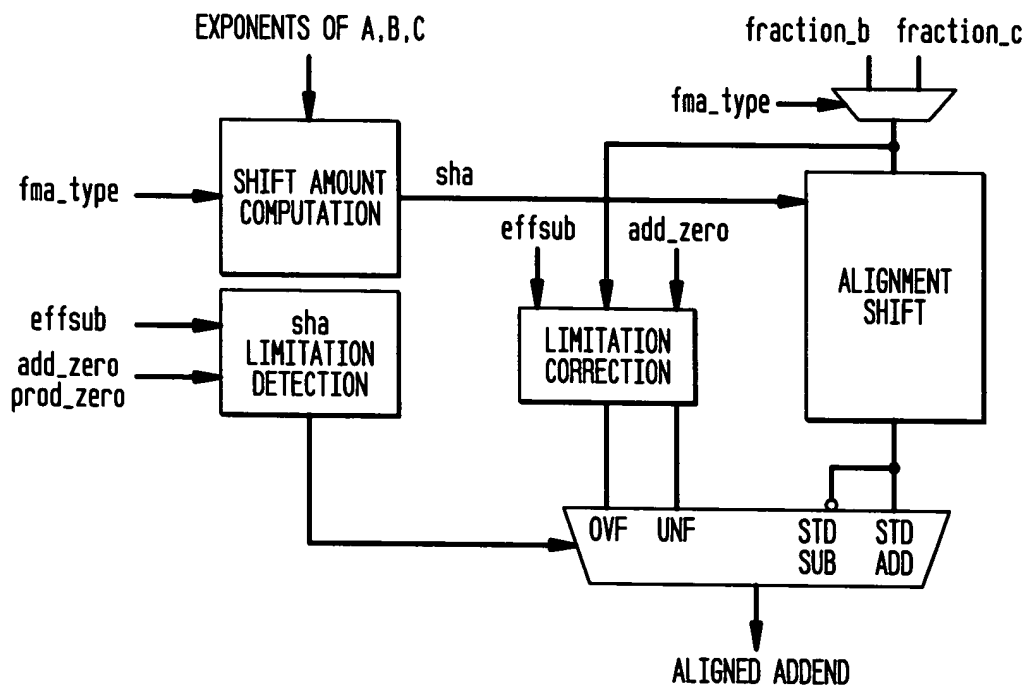 EXPONENTS OF A,B,C
fraction_b fraction_c
fma_type
fma_type
SHIFT AMOUNT
COMPUTATION
sha
effsub
add_zero
ALIGNMENT
SHIFT
effsub
add_zero
prod_zero
sha
LIMITATION
DETECTION
LIMITATION
CORRECTION
OVF UNF STD STD
SUB ADD
ALIGNED ADDEND